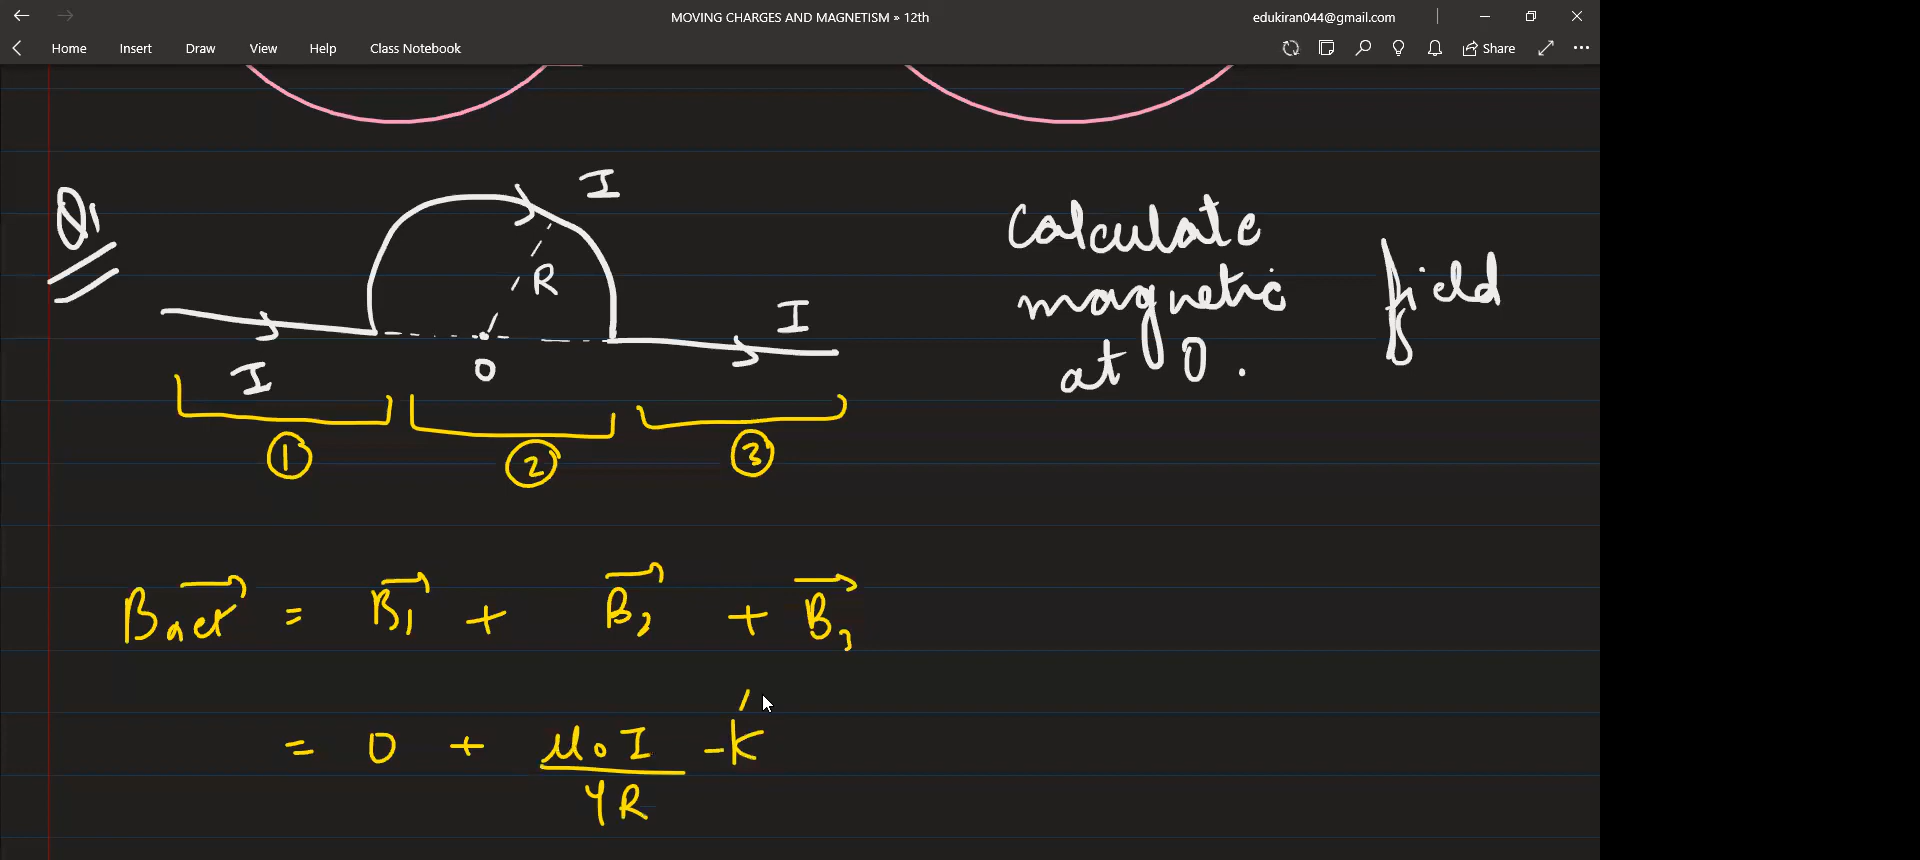 MOVING CHARGES AND MAGNETISM » 12th
edukiran044@gmail.com
Home Insert Draw View Help Class Notebook
Share
Q1
I
R
I
I
O
Calculate
magnetic field
at O.
1 2 3
Bnet = B1 + B2 + B3
= 0 + μ0I -k
4R